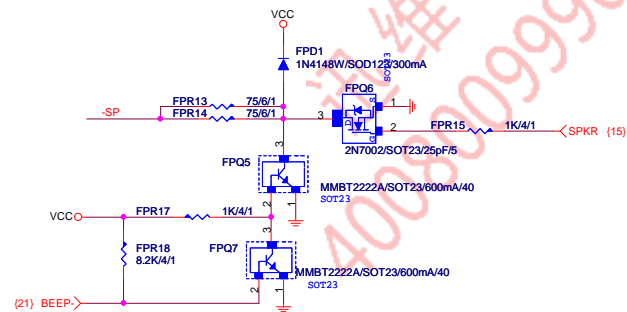 VCC
FPD1
1N4148W/SOD123/300mA
SOT23
FPQ6
FPR13 75/6/1
FPR14 75/6/1
-SP
3
S
D
G
1
2
FPR15 1K/4/1
SPKR {15}
2N7002/SOT23/25pF/5
3
FPQ5
MMBT2222A/SOT23/600mA/40
SOT23
2
1
VCC
FPR17 1K/4/1
FPR18
8.2K/4/1
3
FPQ7
MMBT2222A/SOT23/600mA/40
SOT23
2
1
{21} BEEP-
迅维
4008009990